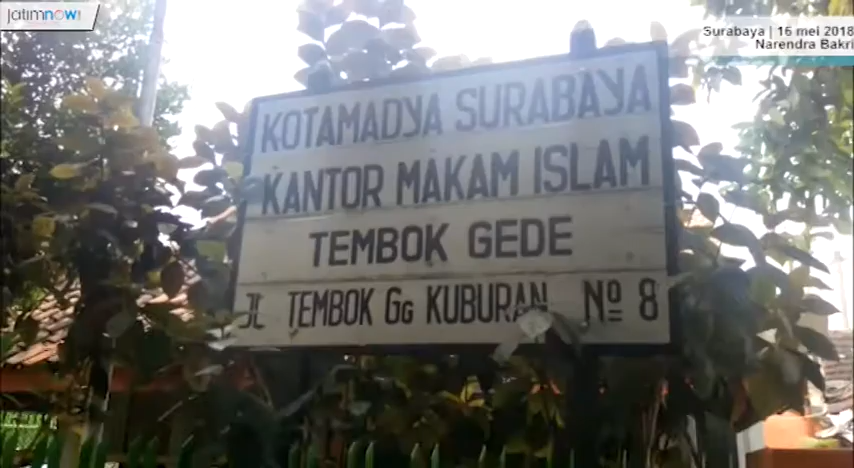 jatimnow
Surabaya | 16 mei 2018
Narendra Bakri
KOTAMADYA SURABAYA
KANTOR MAKAM ISLAM
TEMBOK GEDE
JL TEMBOK GG KUBURAN Nº 8